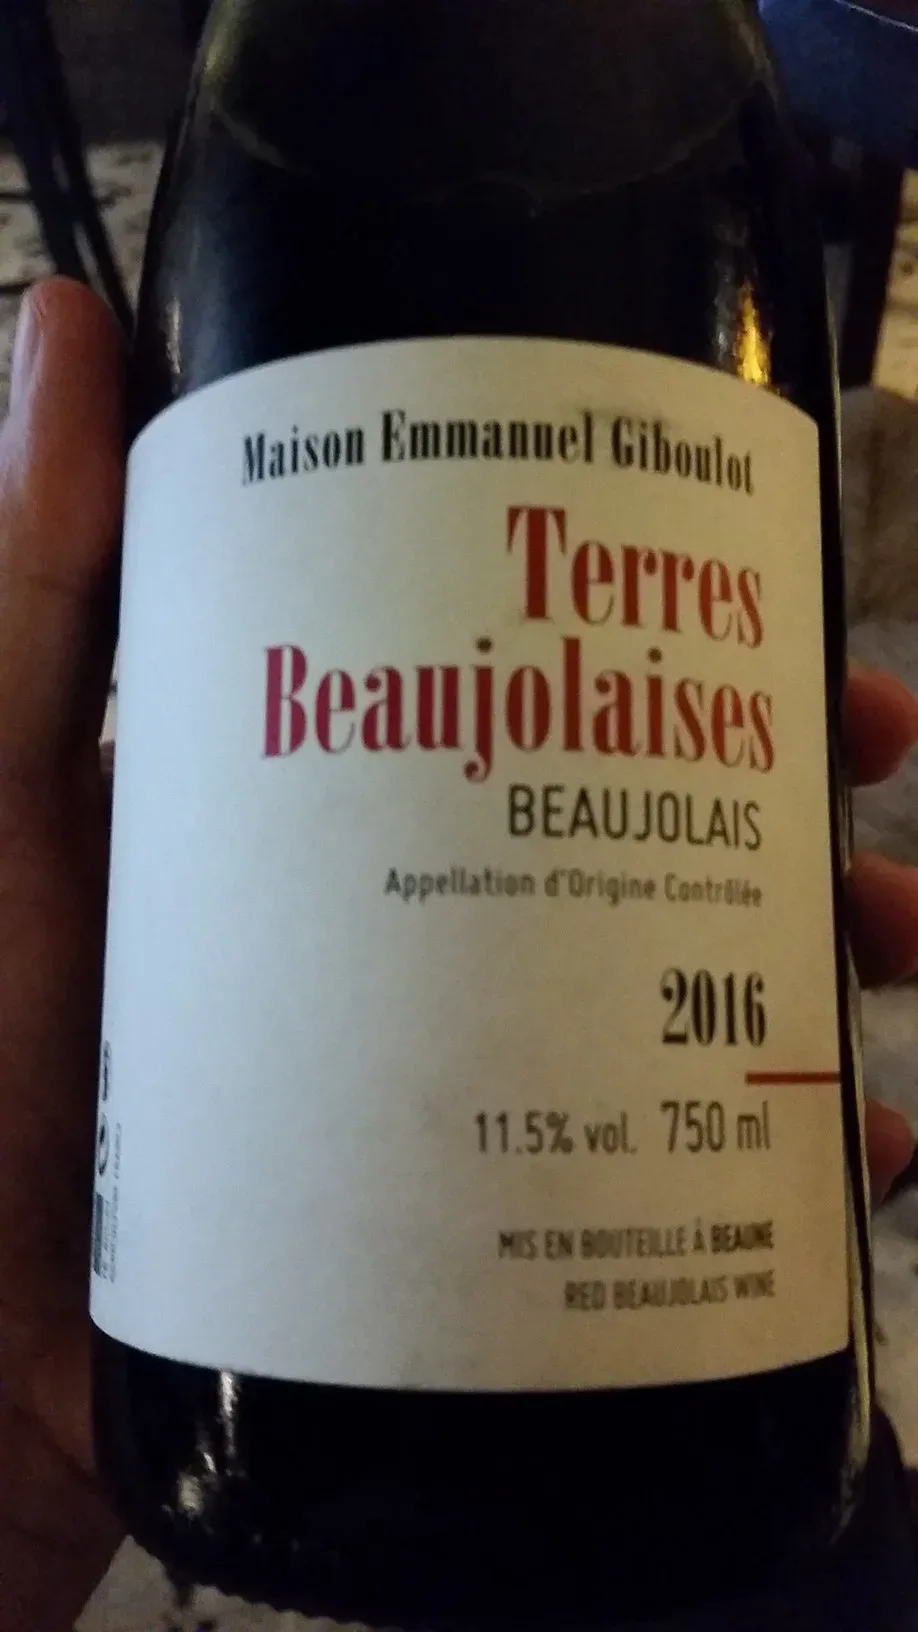 Maison Emmanuel Giboulot
Terres
Beaujolaises
BEAUJOLAIS
Appellation d'Origine Contrôlée
2016
11.5% vol. 750 ml
MIS EN BOUTEILLE À BEAUNE
RED BEAUJOLAIS WINE